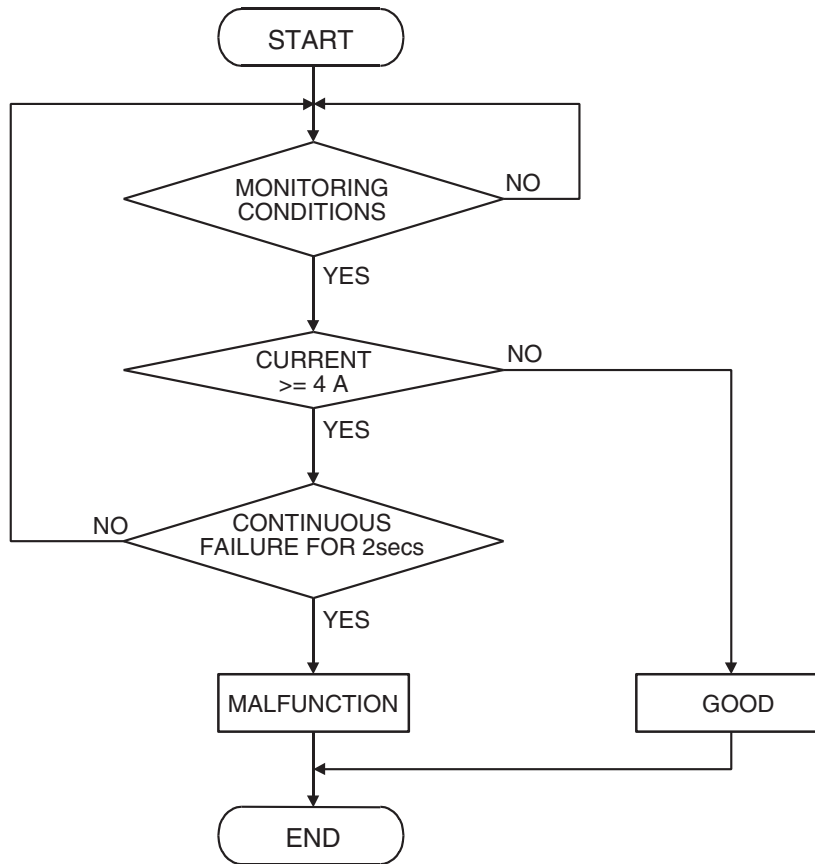 START
MONITORING
CONDITIONS
NO
YES
CURRENT
>= 4 A
NO
YES
CONTINUOUS
FAILURE FOR 2secs
NO
YES
MALFUNCTION
GOOD
END